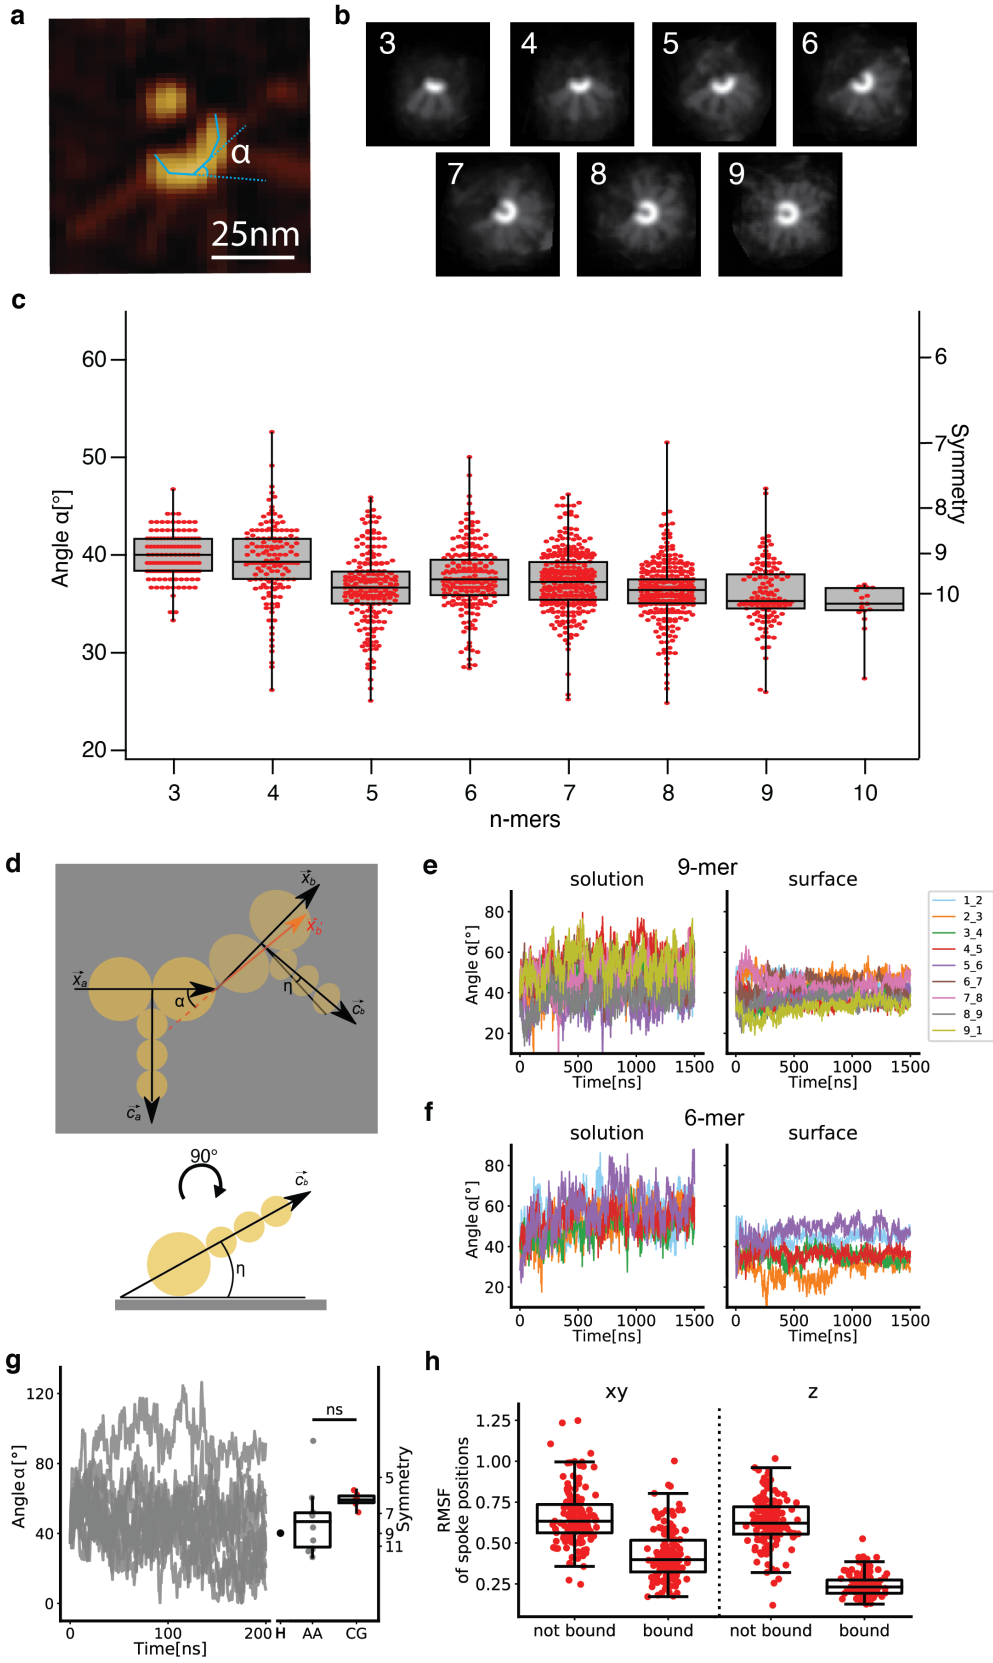 a
α
25nm
b
3
4
5
6
7
8
9
c
60
50
40
30
20
Angle α[°]
6
7
8
9
10
Symmetry
3 4 5 6 7 8 9 10
n-mers
d
x⃗b
x⃗b'
x⃗a
α
η
c⃗b
c⃗a
90°
c⃗b
η
e
9-mer
solution
surface
80
60
40
20
Angle α[°]
0 500 1000 1500
Time[ns]
0 500 1000 1500
Time[ns]
1_2
2_3
3_4
4_5
5_6
6_7
7_8
8_9
9_1
f
6-mer
solution
surface
80
60
40
20
Angle α[°]
0 500 1000 1500
Time[ns]
0 500 1000 1500
Time[ns]
g
120
80
40
0
Angle α[°]
ns
5
7
9
11
Symmetry
0 100 200 H AA CG
Time[ns]
h
xy
z
1.25
1.00
0.75
0.50
0.25
RMSF
of spoke positions
not bound bound not bound bound